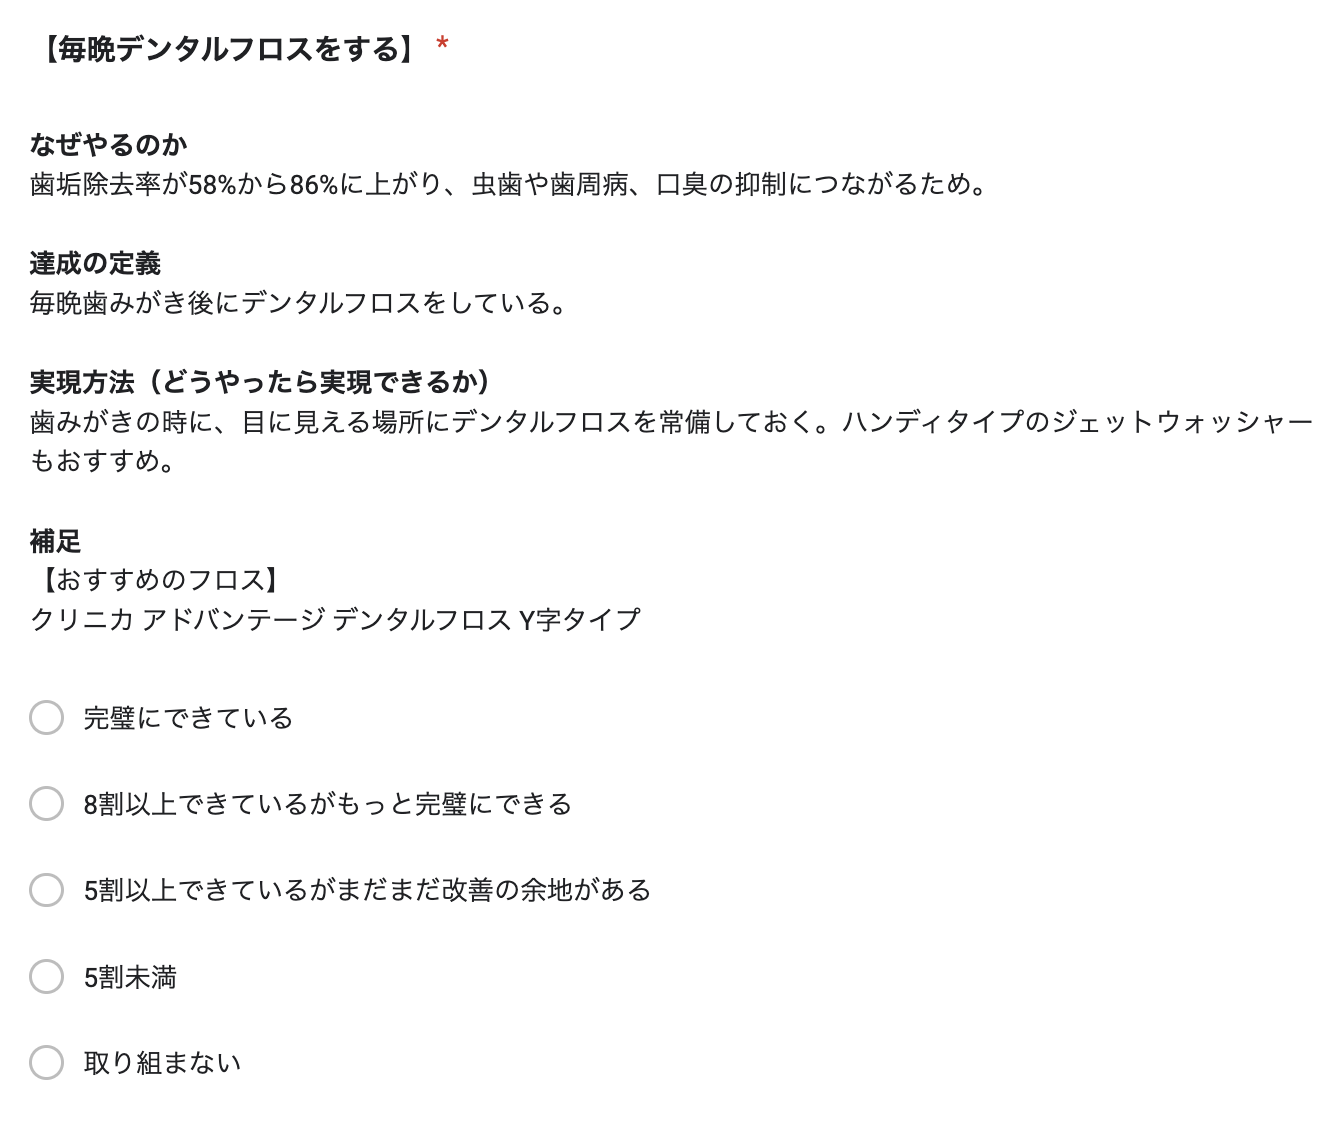 【毎晩デンタルフロスをする】 *
なぜやるのか
歯垢除去率が58%から86%に上がり、虫歯や歯周病、口臭の抑制につながるため。
達成の定義
毎晩歯みがき後にデンタルフロスをしている。
実現方法（どうやったら実現できるか）
歯みがきの時に、目に見える場所にデンタルフロスを常備しておく。ハンディタイプのジェットウォッシャー
もおすすめ。
補足
【おすすめのフロス】
クリニカ アドバンテージ デンタルフロス Y字タイプ
完璧にできている
8割以上できているがもっと完璧にできる
5割以上できているがまだまだ改善の余地がある
5割未満
取り組まない